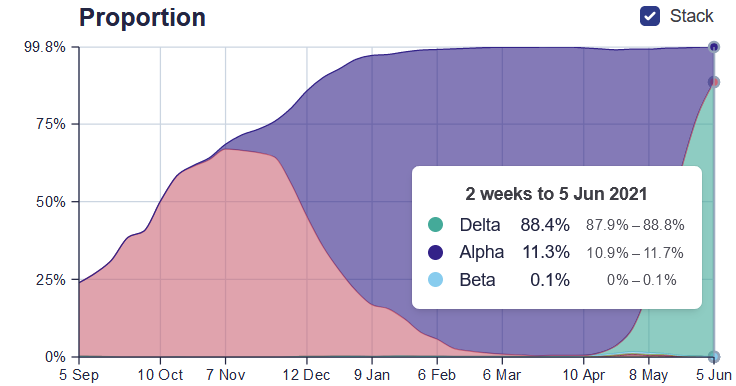 Proportion
Stack
99.8%
75%
50%
25%
0%
2 weeks to 5 Jun 2021
Delta 88.4% 87.9% – 88.8%
Alpha 11.3% 10.9% – 11.7%
Beta 0.1% 0% – 0.1%
5 Sep 10 Oct 7 Nov 12 Dec 9 Jan 6 Feb 6 Mar 10 Apr 8 May 5 Jun